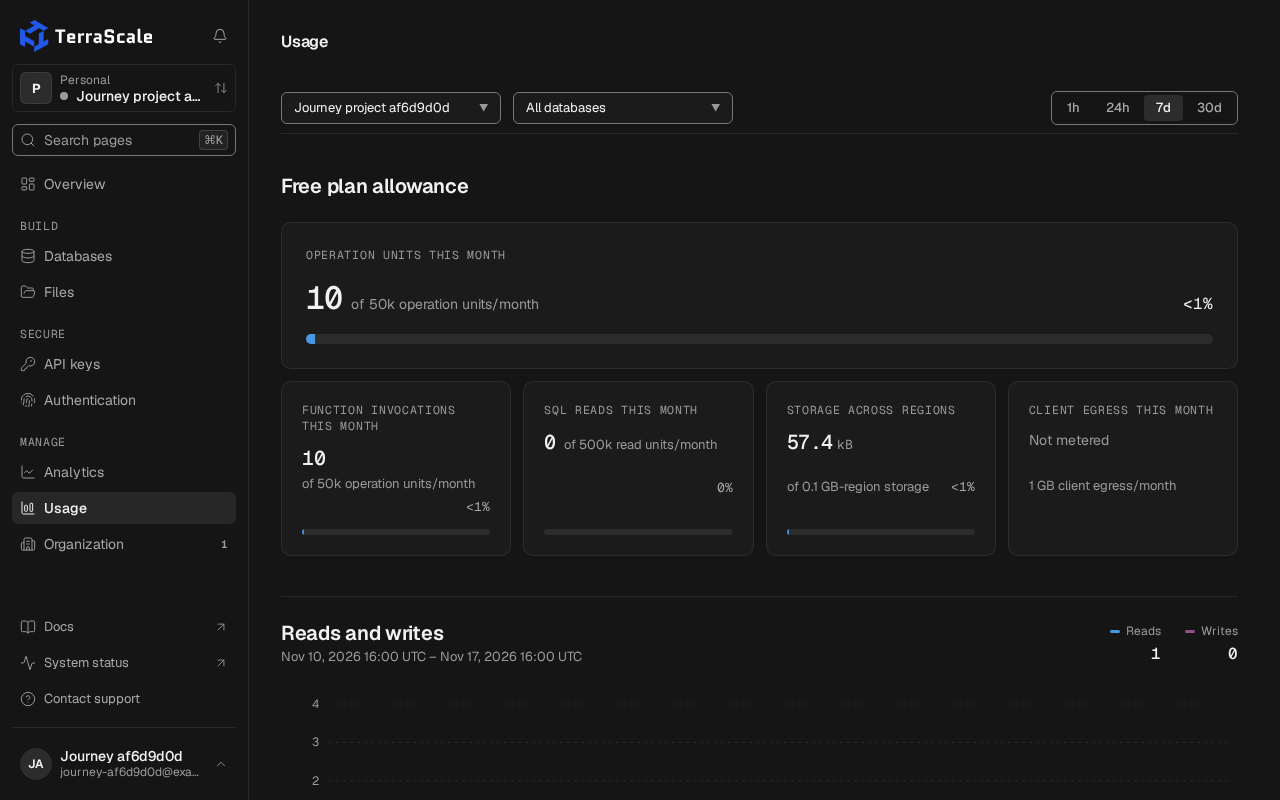 TerraScale
P
Personal
Journey project a...
Search pages
⌘K
Overview
BUILD
Databases
Files
SECURE
API keys
Authentication
MANAGE
Analytics
Usage
Organization
1
Docs
System status
Contact support
JA
Journey af6d9d0d
journey-af6d9d0d@exa...
Usage
Journey project af6d9d0d
All databases
1h
24h
7d
30d
Free plan allowance
OPERATION UNITS THIS MONTH
10 of 50k operation units/month
<1%
FUNCTION INVOCATIONS
THIS MONTH
10
of 50k operation units/month
<1%
SQL READS THIS MONTH
0 of 500k read units/month
0%
STORAGE ACROSS REGIONS
57.4 kB
of 0.1 GB-region storage
<1%
CLIENT EGRESS THIS MONTH
Not metered
1 GB client egress/month
Reads and writes
Nov 10, 2026 16:00 UTC – Nov 17, 2026 16:00 UTC
Reads
1
Writes
0
4
3
2